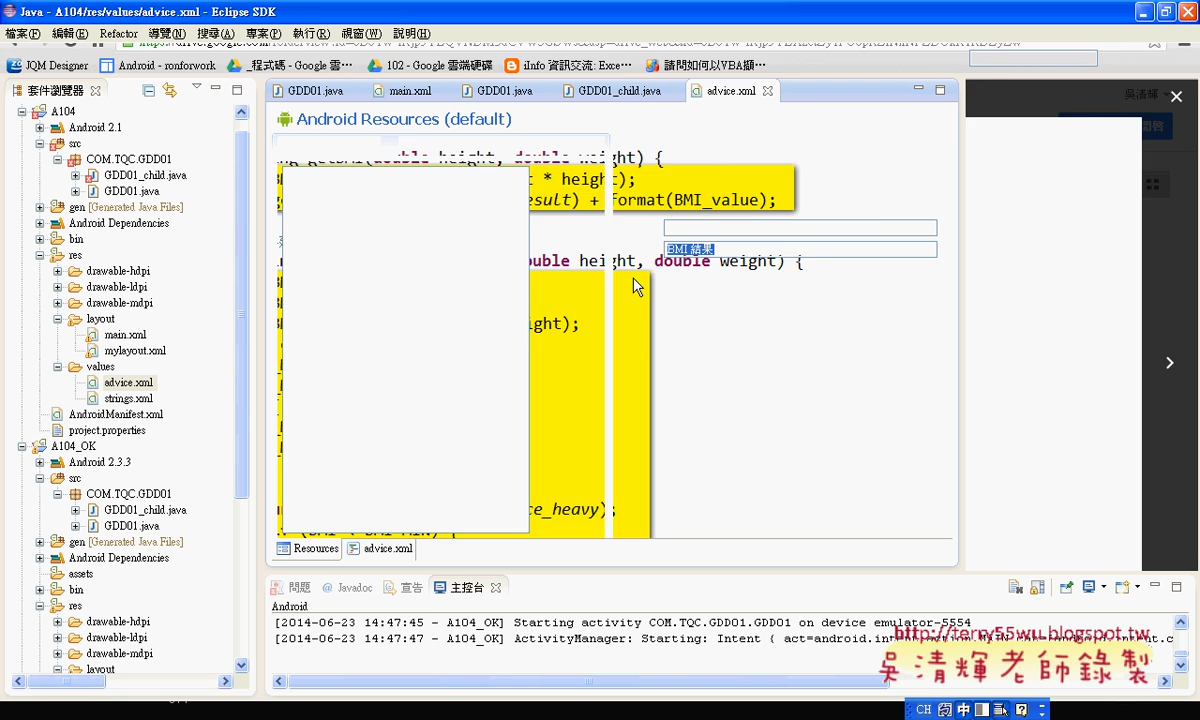 Java - A104/res/values/advice.xml - Eclipse SDK
檔案(F) 編輯(E) Refactor 導覽(N) 搜尋(A) 專案(P) 執行(R) 視窗(W) 說明(H)
JQM Designer Android - ronforwork _程式碼 - Google 雲… 102 - Google 雲端硬碟 iInfo 資訊交流: Exce… 請問如何以VBA擷…
套件瀏覽器
GDD01.java main.xml GDD01.java GDD01_child.java advice.xml
A104
Android 2.1
src
COM.TQC.GDD01
GDD01_child.java
GDD01.java
gen [Generated Java Files]
Android Dependencies
bin
res
drawable-hdpi
drawable-ldpi
drawable-mdpi
layout
main.xml
mylayout.xml
values
advice.xml
strings.xml
AndroidManifest.xml
project.properties
A104_OK
Android 2.3.3
src
COM.TQC.GDD01
GDD01_child.java
GDD01.java
gen [Generated Java Files]
Android Dependencies
assets
bin
res
drawable-hdpi
drawable-ldpi
drawable-mdpi
layout
Android Resources (default)
height, double weight) {
* height);
esult) + Format(BMI_value);
BMI 結果
double height, double weight) {
ight);
ce_heavy);
Resources advice.xml
問題 @ Javadoc 宣告 主控台
Android
[2014-06-23 14:47:45 - A104_OK] Starting activity COM.TQC.GDD01.GDD01 on device emulator-5554
[2014-06-23 14:47:47 - A104_OK] ActivityManager: Starting: Intent { act=android.intent.action.MAIN
http://terry55wu.blogspot.tw
吳清輝老師錄製
CH 中